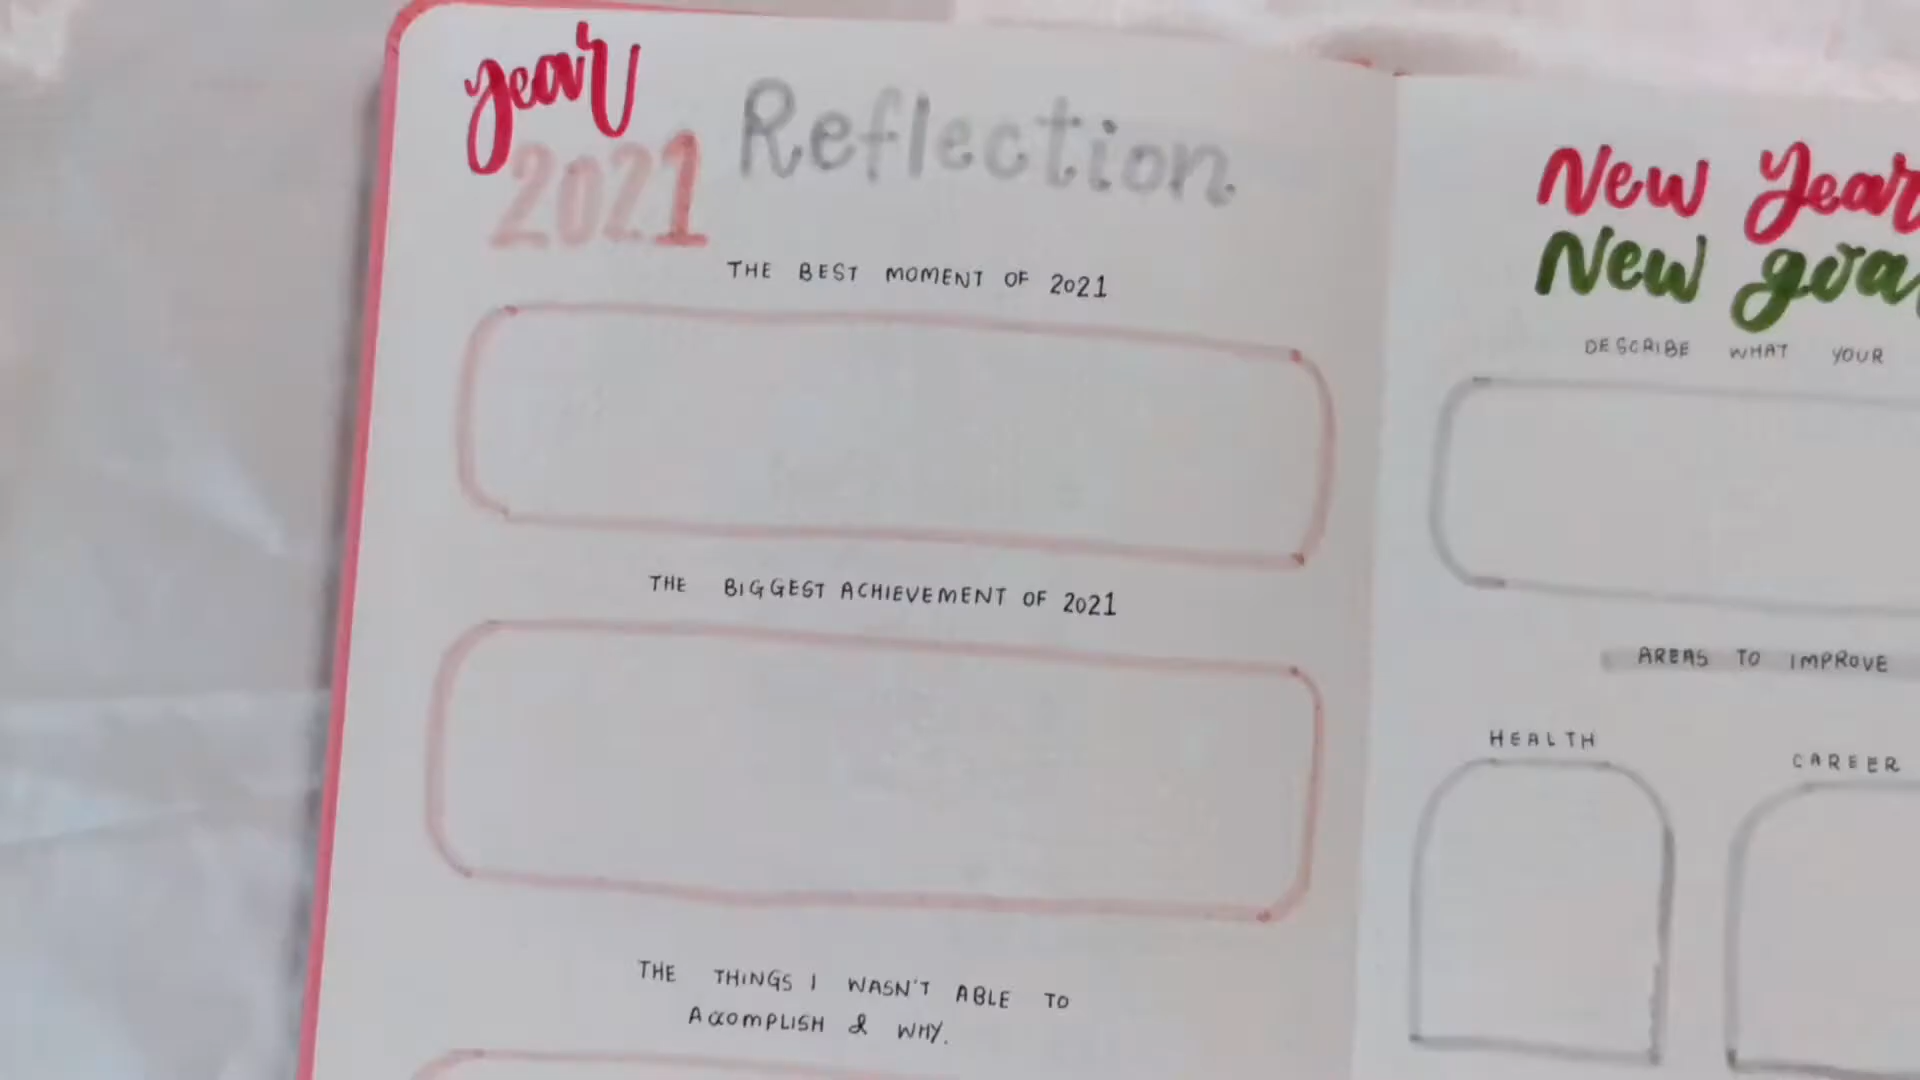 year
2021
Reflection.
THE BEST MOMENT OF 2021
THE BIGGEST ACHIEVEMENT OF 2021
THE THINGS I WASN'T ABLE TO
ACCOMPLISH & WHY.
New Year
New goa
DESCRIBE WHAT YOUR
AREAS TO IMPROVE
HEALTH
CAREER